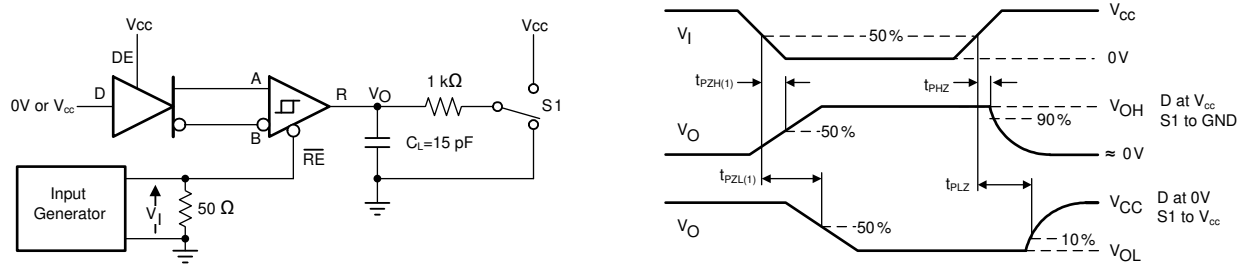 Vcc
DE
D
0V or Vcc
A
B
R
VO
1 kΩ
Vcc
S1
CL=15 pF
RE
Input
Generator
VI
50 Ω
VI
50%
Vcc
0V
tPZH(1)
tPHZ
VO
50%
VOH
90%
≈ 0V
D at Vcc
S1 to GND
tPZL(1)
tPLZ
VO
50%
VCC
10%
VOL
D at 0V
S1 to Vcc